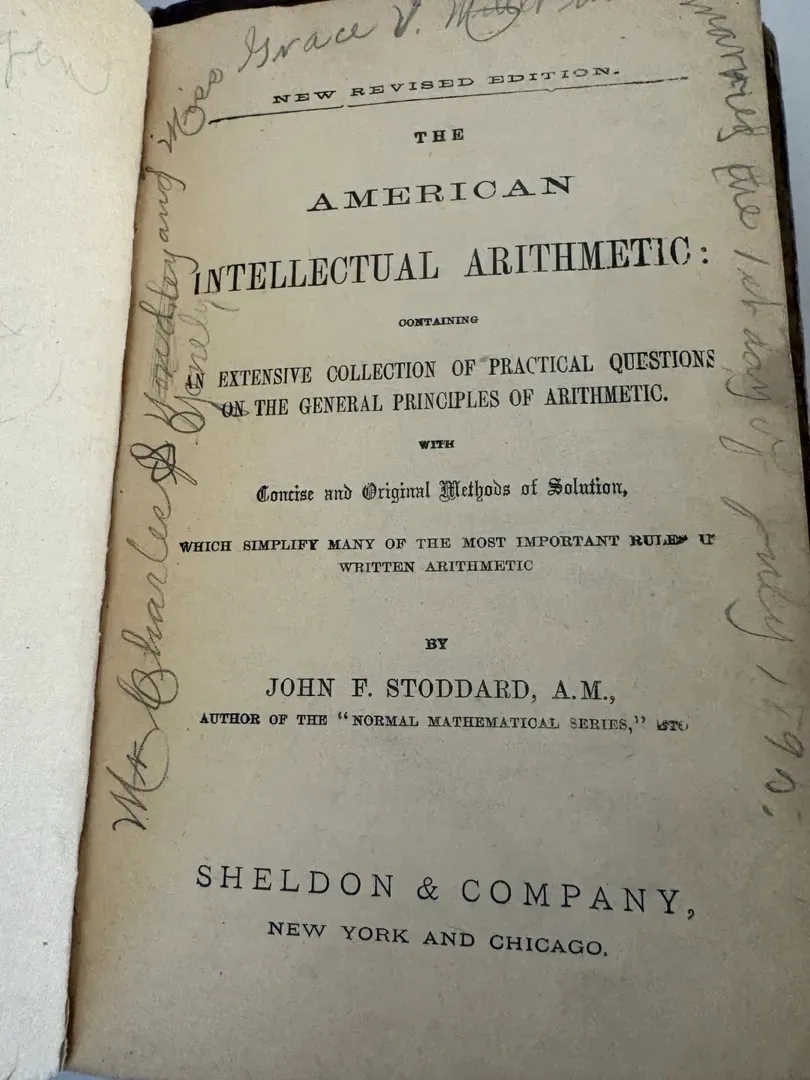 Miss Grace V.
NEW REVISED EDITION.
THE
AMERICAN
INTELLECTUAL ARITHMETIC:
CONTAINING
AN EXTENSIVE COLLECTION OF PRACTICAL QUESTIONS
ON THE GENERAL PRINCIPLES OF ARITHMETIC.
WITH
Concise and Original Methods of Solution,
WHICH SIMPLIFY MANY OF THE MOST IMPORTANT RULES
WRITTEN ARITHMETIC
BY
JOHN F. STODDARD, A.M.,
AUTHOR OF THE "NORMAL MATHEMATICAL SERIES," ETC
SHELDON & COMPANY,
NEW YORK AND CHICAGO.
Mr Charles and
married the 1st day of July 1890.